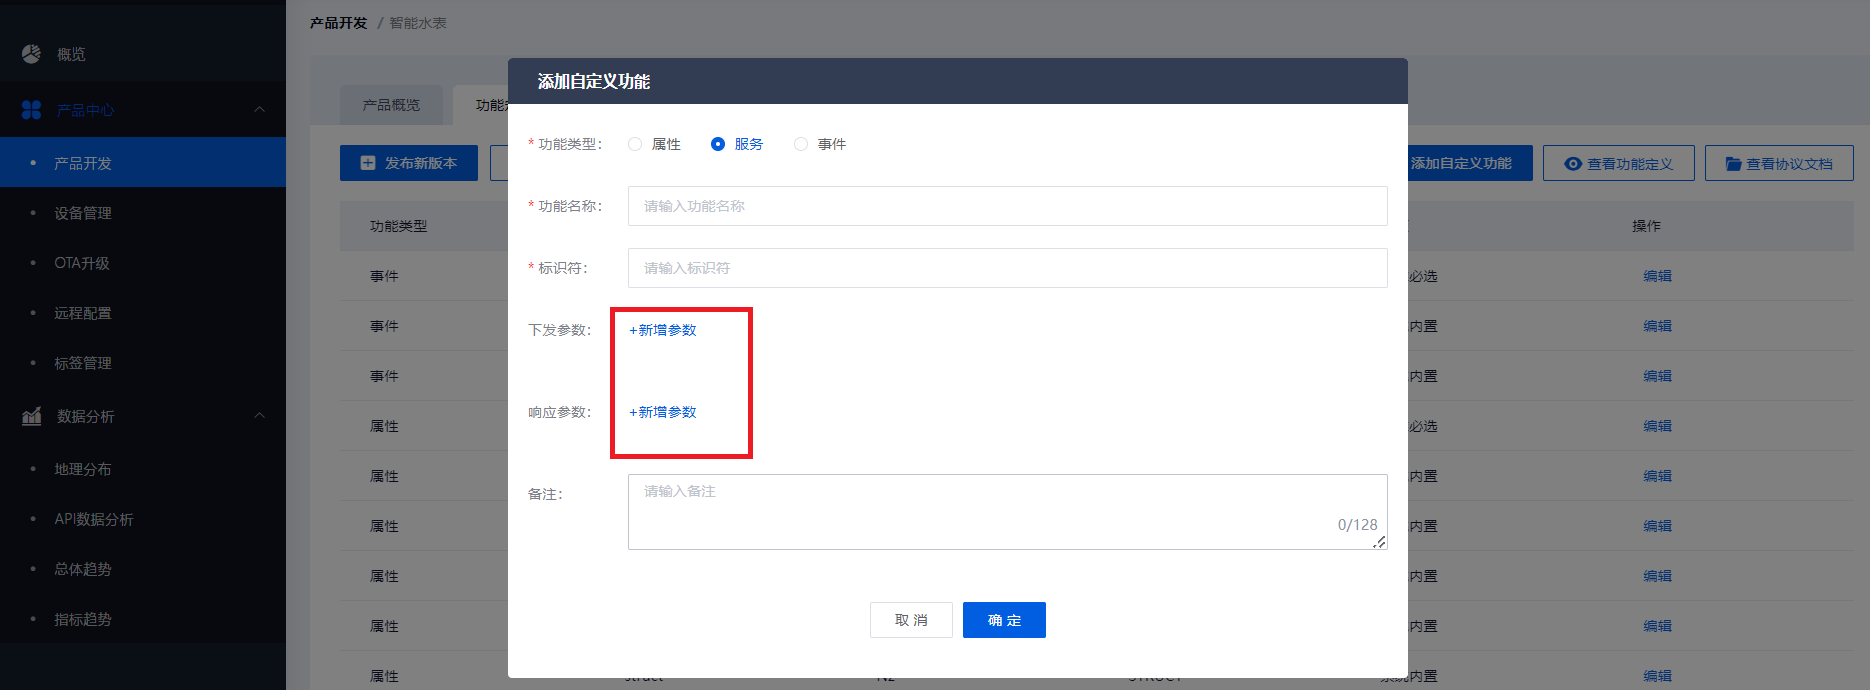 产品开发 / 智能水表
概览
产品中心
产品开发
设备管理
OTA升级
远程配置
标签管理
数据分析
地理分布
API数据分析
总体趋势
指标趋势
产品概览
功能
发布新版本
添加自定义功能
查看功能定义
查看协议文档
功能类型
操作
事件
必选
编辑
事件
内置
编辑
事件
内置
编辑
属性
必选
编辑
属性
内置
编辑
属性
内置
编辑
属性
内置
编辑
属性
内置
编辑
属性
内置
编辑
添加自定义功能
* 功能类型： 属性 服务 事件
* 功能名称： 请输入功能名称
* 标识符： 请输入标识符
下发参数： +新增参数
响应参数： +新增参数
备注： 请输入备注
0/128
取 消
确 定